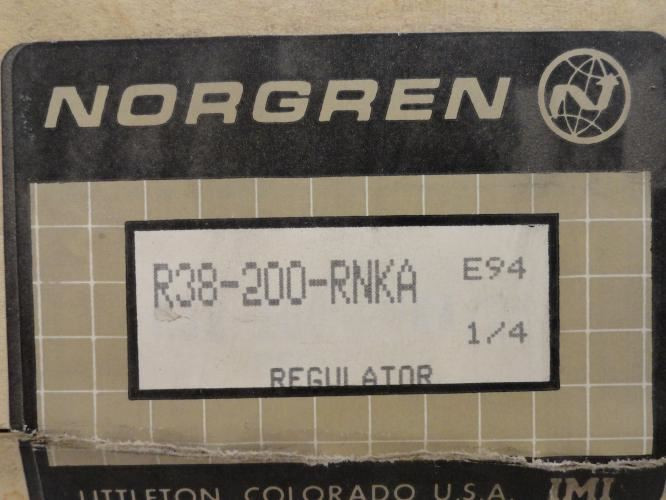 NORGREN
R38-200-RNKA E94
1/4
REGULATOR
LITTLETON, COLORADO U.S.A. IMI